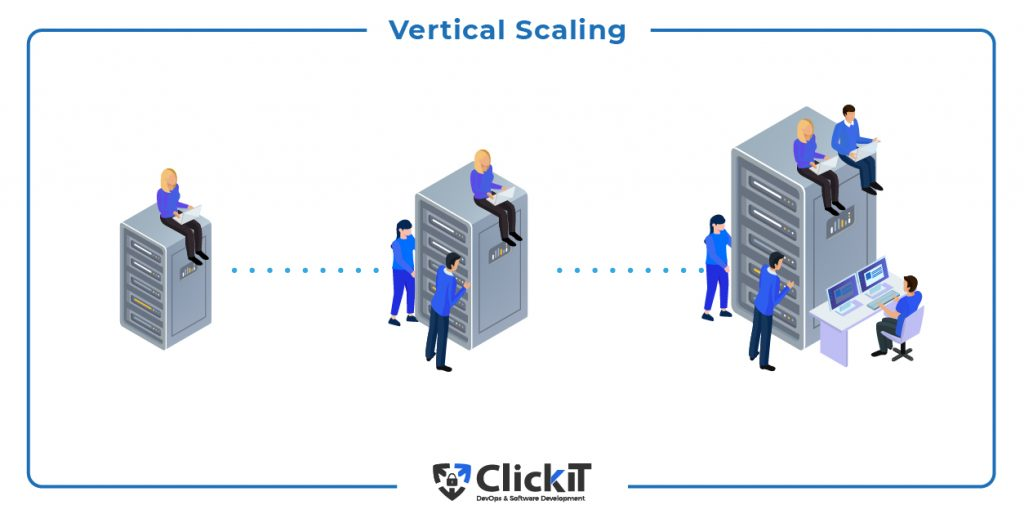 Vertical Scaling
ClickIT
DevOps & Software Development